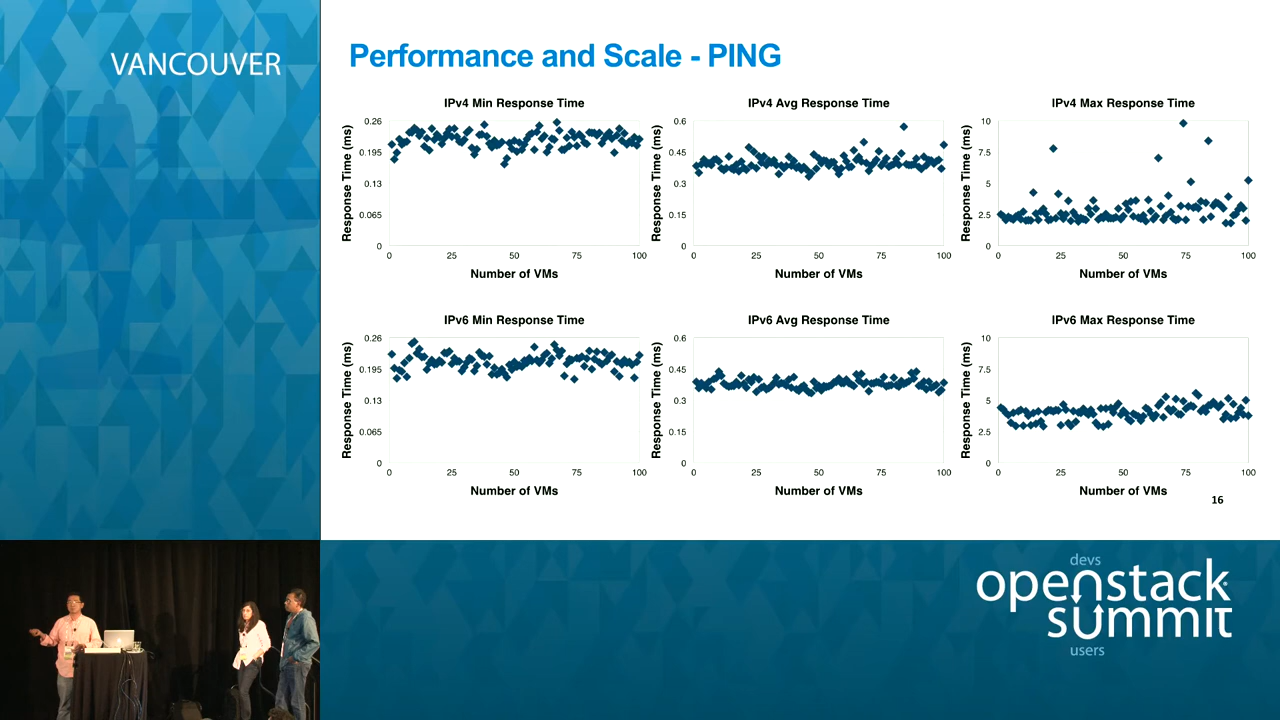 VANCOUVER
Performance and Scale - PING
IPv4 Min Response Time
Response Time (ms)
0.26
0.195
0.13
0.065
0
0 25 50 75 100
Number of VMs
IPv4 Avg Response Time
Response Time (ms)
0.6
0.45
0.3
0.15
0
0 25 50 75 100
Number of VMs
IPv4 Max Response Time
Response Time (ms)
10
7.5
5
2.5
0
0 25 50 75 100
Number of VMs
IPv6 Min Response Time
Response Time (ms)
0.26
0.195
0.13
0.065
0
0 25 50 75 100
Number of VMs
IPv6 Avg Response Time
Response Time (ms)
0.6
0.45
0.3
0.15
0
0 25 50 75 100
Number of VMs
IPv6 Max Response Time
Response Time (ms)
10
7.5
5
2.5
0
0 25 50 75 100
Number of VMs
16
devs
openstack
summit
users